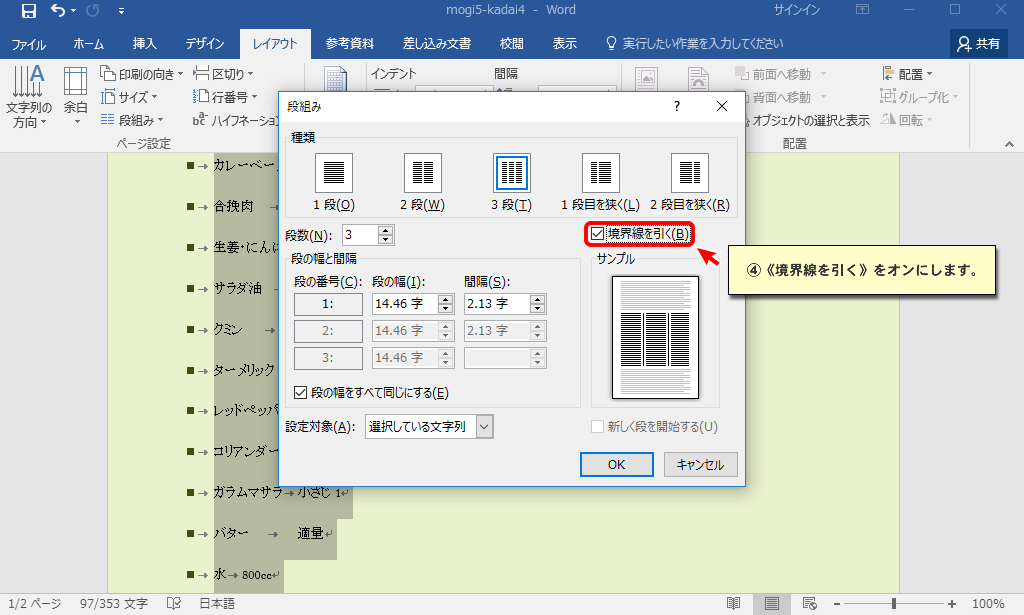 mogi5-kadai4 - Word
サインイン
ファイル ホーム 挿入 デザイン レイアウト 参考資料 差し込み文書 校閲 表示 実行したい作業を入力してください 共有
文字列の方向
余白
印刷の向き
サイズ
段組み
区切り
行番号
ハイフネーション
ページ設定
インデント
間隔
前面へ移動
背面へ移動
オブジェクトの選択と表示
配置
グループ化
回転
配置
段組み
? ×
種類
1 段(O) 2 段(W) 3 段(T) 1 段目を狭く(L) 2 段目を狭く(R)
段数(N): 3
境界線を引く(B)
段の幅と間隔
サンプル
段の番号(C): 段の幅(I): 間隔(S):
1: 14.46 字 2.13 字
2: 14.46 字 2.13 字
3: 14.46 字
段の幅をすべて同じにする(E)
設定対象(A): 選択している文字列
新しく段を開始する(U)
OK キャンセル
④《境界線を引く》をオンにします。
カレーベー
合挽肉
生姜・にんに
サラダ油
クミン
ターメリック
レッドペッパ
コリアンダー
ガラムマサラ→小さじ 1
バター → 適量
水→800cc
1/2 ページ 97/353 文字 日本語 100%